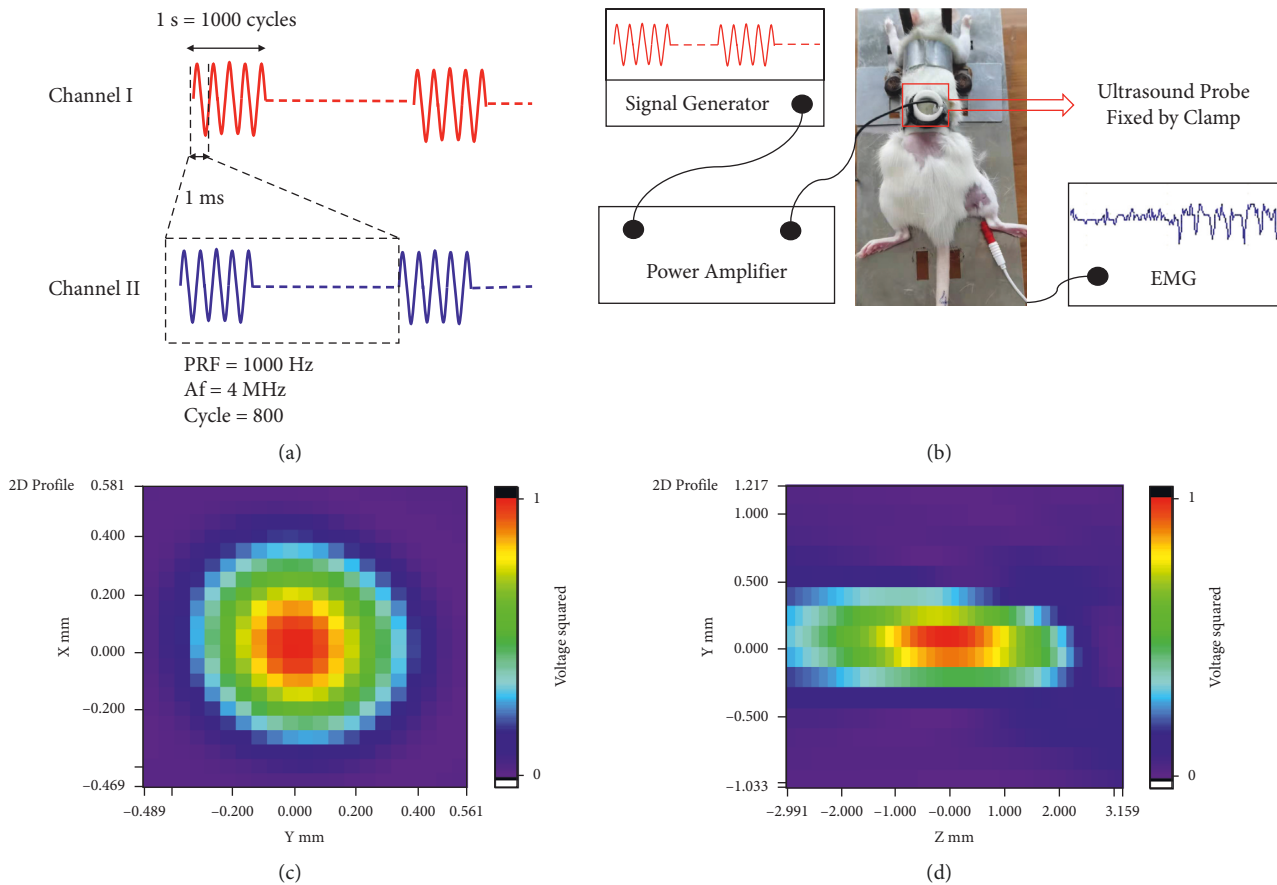 1 s = 1000 cycles
Channel I
1 ms
Channel II
PRF = 1000 Hz
Af = 4 MHz
Cycle = 800
(a)
Signal Generator
Power Amplifier
Ultrasound Probe
Fixed by Clamp
EMG
4
(b)
2D Profile
0.581
0.400
0.200
0.000
–0.200
–0.469
X mm
–0.489
–0.200
0.000
0.200
0.561
Y mm
1
0
Voltage squared
(c)
2D Profile
1.217
1.000
0.500
0.000
–0.500
–1.033
Y mm
–2.991
–2.000
–1.000
–0.000
1.000
2.000
3.159
Z mm
1
0
Voltage squared
(d)